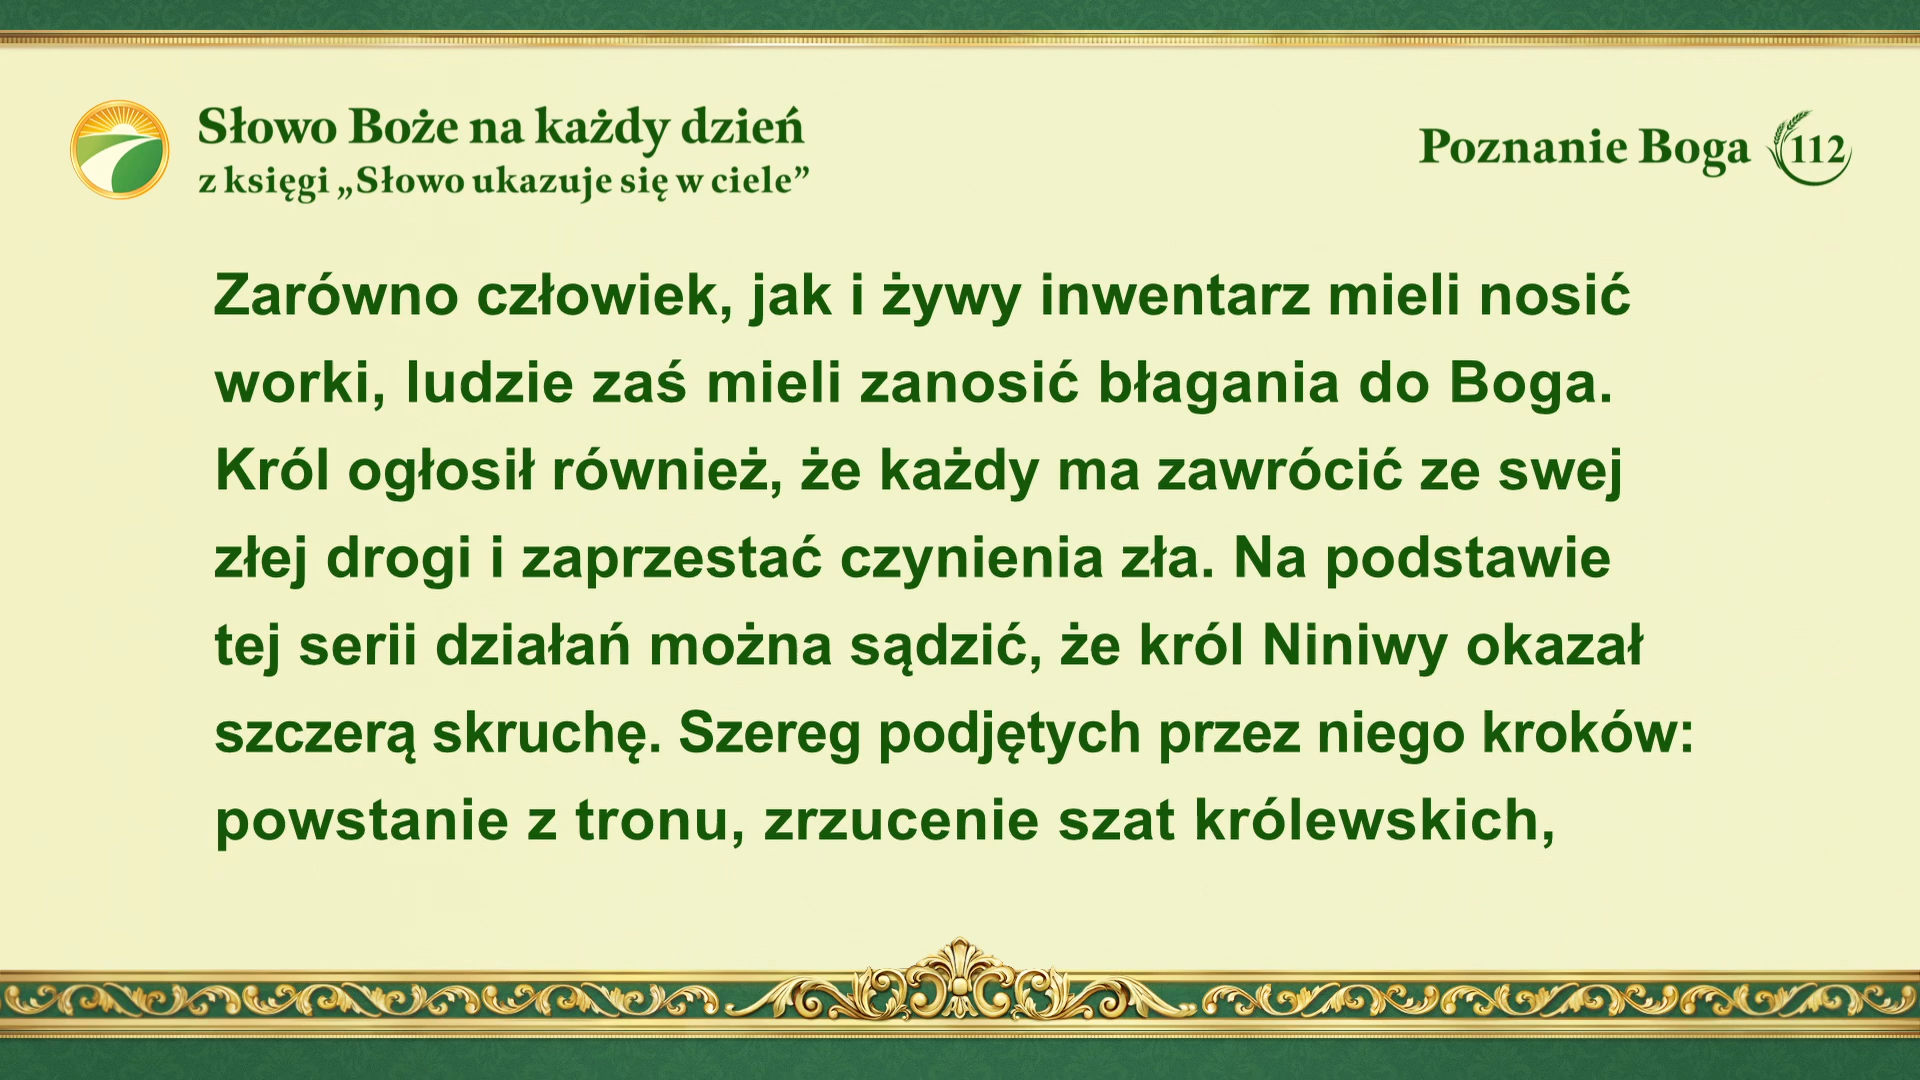 Słowo Boże na każdy dzień
z księgi „Słowo ukazuje się w ciele”
Poznanie Boga 112
Zarówno człowiek, jak i żywy inwentarz mieli nosić
worki, ludzie zaś mieli zanosić błagania do Boga.
Król ogłosił również, że każdy ma zawrócić ze swej
złej drogi i zaprzestać czynienia zła. Na podstawie
tej serii działań można sądzić, że król Niniwy okazał
szczerą skruchę. Szereg podjętych przez niego kroków:
powstanie z tronu, zrzucenie szat królewskich,